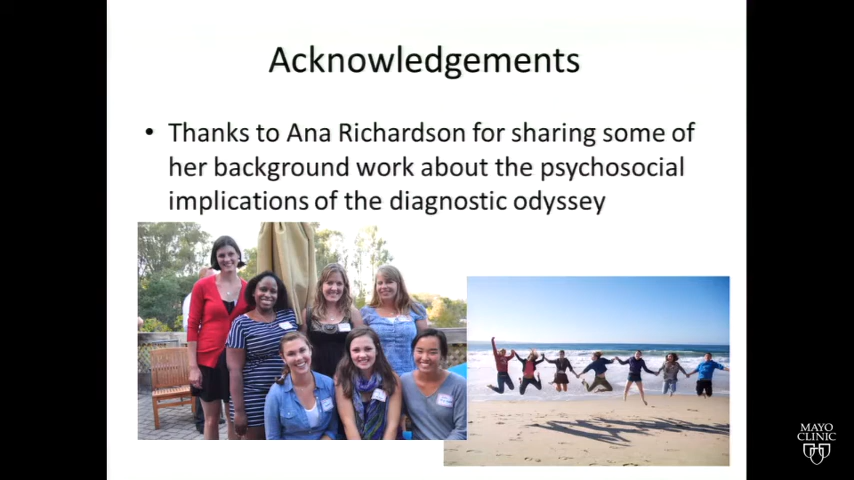 Acknowledgements
• Thanks to Ana Richardson for sharing some of
her background work about the psychosocial
implications of the diagnostic odyssey
MAYO
CLINIC